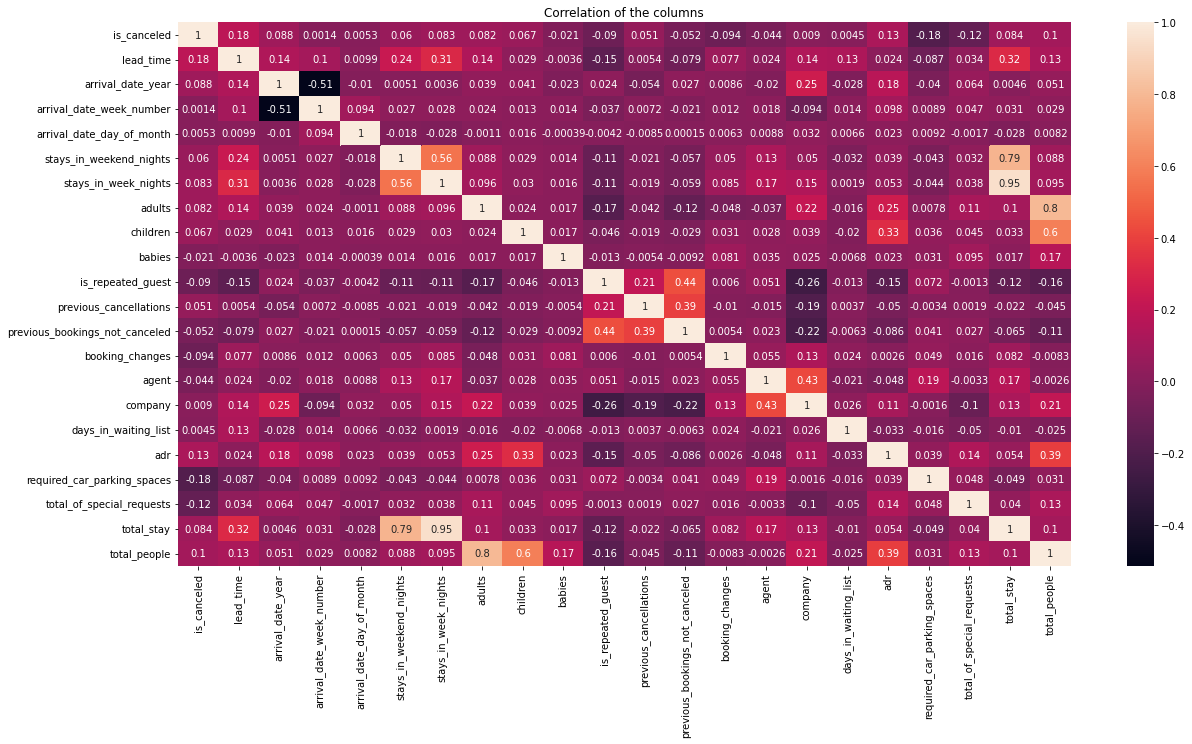 Correlation of the columns
is_canceled 1 0.18 0.088 0.0014 0.0053 0.06 0.083 0.082 0.067 -0.021 -0.09 0.051 -0.052 -0.094 -0.044 0.009 0.0045 0.13 -0.18 -0.12 0.084 0.1
lead_time 0.18 1 0.14 0.1 0.0099 0.24 0.31 0.14 0.029 -0.0036 -0.15 0.0054 -0.079 0.077 0.024 0.14 0.13 0.024 -0.087 0.034 0.32 0.13
arrival_date_year 0.088 0.14 1 -0.51 -0.01 0.0051 0.0036 0.039 0.041 -0.023 0.024 -0.054 0.027 0.0086 -0.02 0.25 -0.028 0.18 -0.04 0.064 0.0046 0.051
arrival_date_week_number 0.0014 0.1 -0.51 1 0.094 0.027 0.028 0.024 0.013 0.014 -0.037 0.0072 -0.021 0.012 0.018 -0.094 0.014 0.098 0.0089 0.047 0.031 0.029
arrival_date_day_of_month 0.0053 0.0099 -0.01 0.094 1 -0.018 -0.028 -0.0011 0.016 -0.00039 -0.0042 -0.0085 0.00015 0.0063 0.0088 0.032 0.0066 0.023 0.0092 -0.0017 -0.028 0.0082
stays_in_weekend_nights 0.06 0.24 0.0051 0.027 -0.018 1 0.56 0.088 0.029 0.014 -0.11 -0.021 -0.057 0.05 0.13 0.05 -0.032 0.039 -0.043 0.032 0.79 0.088
stays_in_week_nights 0.083 0.31 0.0036 0.028 -0.028 0.56 1 0.096 0.03 0.016 -0.11 -0.019 -0.059 0.085 0.17 0.15 0.0019 0.053 -0.044 0.038 0.95 0.095
adults 0.082 0.14 0.039 0.024 -0.0011 0.088 0.096 1 0.024 0.017 -0.17 -0.042 -0.12 -0.048 -0.037 0.22 -0.016 0.25 0.0078 0.11 0.1 0.8
children 0.067 0.029 0.041 0.013 0.016 0.029 0.03 0.024 1 0.017 -0.046 -0.019 -0.029 0.031 0.028 0.039 -0.02 0.33 0.036 0.045 0.033 0.6
babies -0.021 -0.0036 -0.023 0.014 -0.00039 0.014 0.016 0.017 0.017 1 -0.013 -0.0054 -0.0092 0.081 0.035 0.025 -0.0068 0.023 0.031 0.095 0.017 0.17
is_repeated_guest -0.09 -0.15 0.024 -0.037 -0.0042 -0.11 -0.11 -0.17 -0.046 -0.013 1 0.21 0.44 0.006 0.051 -0.26 -0.013 -0.15 0.072 -0.0013 -0.12 -0.16
previous_cancellations 0.051 0.0054 -0.054 0.0072 -0.0085 -0.021 -0.019 -0.042 -0.019 -0.0054 0.21 1 0.39 -0.01 -0.015 -0.19 0.0037 -0.05 -0.0034 0.0019 -0.022 -0.045
previous_bookings_not_canceled -0.052 -0.079 0.027 -0.021 0.00015 -0.057 -0.059 -0.12 -0.029 -0.0092 0.44 0.39 1 0.0054 0.023 -0.22 -0.0063 -0.086 0.041 0.027 -0.065 -0.11
booking_changes -0.094 0.077 0.0086 0.012 0.0063 0.05 0.085 -0.048 0.031 0.081 0.006 -0.01 0.0054 1 0.055 0.13 0.024 0.0026 0.049 0.016 0.082 -0.0083
agent -0.044 0.024 -0.02 0.018 0.0088 0.13 0.17 -0.037 0.028 0.035 0.051 -0.015 0.023 0.055 1 0.43 -0.021 -0.048 0.19 -0.0033 0.17 -0.0026
company 0.009 0.14 0.25 -0.094 0.032 0.05 0.15 0.22 0.039 0.025 -0.26 -0.19 -0.22 0.13 0.43 1 0.026 0.11 -0.0016 -0.1 0.13 0.21
days_in_waiting_list 0.0045 0.13 -0.028 0.014 0.0066 -0.032 0.0019 -0.016 -0.02 -0.0068 -0.013 0.0037 -0.0063 0.024 -0.021 0.026 1 -0.033 -0.016 -0.05 -0.01 -0.025
adr 0.13 0.024 0.18 0.098 0.023 0.039 0.053 0.25 0.33 0.023 -0.15 -0.05 -0.086 0.0026 -0.048 0.11 -0.033 1 0.039 0.14 0.054 0.39
required_car_parking_spaces -0.18 -0.087 -0.04 0.0089 0.0092 -0.043 -0.044 0.0078 0.036 0.031 0.072 -0.0034 0.041 0.049 0.19 -0.0016 -0.016 0.039 1 0.048 -0.049 0.031
total_of_special_requests -0.12 0.034 0.064 0.047 -0.0017 0.032 0.038 0.11 0.045 0.095 -0.0013 0.0019 0.027 0.016 -0.0033 -0.1 -0.05 0.14 0.048 1 0.04 0.13
total_stay 0.084 0.32 0.0046 0.031 -0.028 0.79 0.95 0.1 0.033 0.017 -0.12 -0.022 -0.065 0.082 0.17 0.13 -0.01 0.054 -0.049 0.04 1 0.1
total_people 0.1 0.13 0.051 0.029 0.0082 0.088 0.095 0.8 0.6 0.17 -0.16 -0.045 -0.11 -0.0083 -0.0026 0.21 -0.025 0.39 0.031 0.13 0.1 1
is_canceled
lead_time
arrival_date_year
arrival_date_week_number
arrival_date_day_of_month
stays_in_weekend_nights
stays_in_week_nights
adults
children
babies
is_repeated_guest
previous_cancellations
previous_bookings_not_canceled
booking_changes
agent
company
days_in_waiting_list
adr
required_car_parking_spaces
total_of_special_requests
total_stay
total_people
1.0
0.8
0.6
0.4
0.2
0.0
−0.2
−0.4